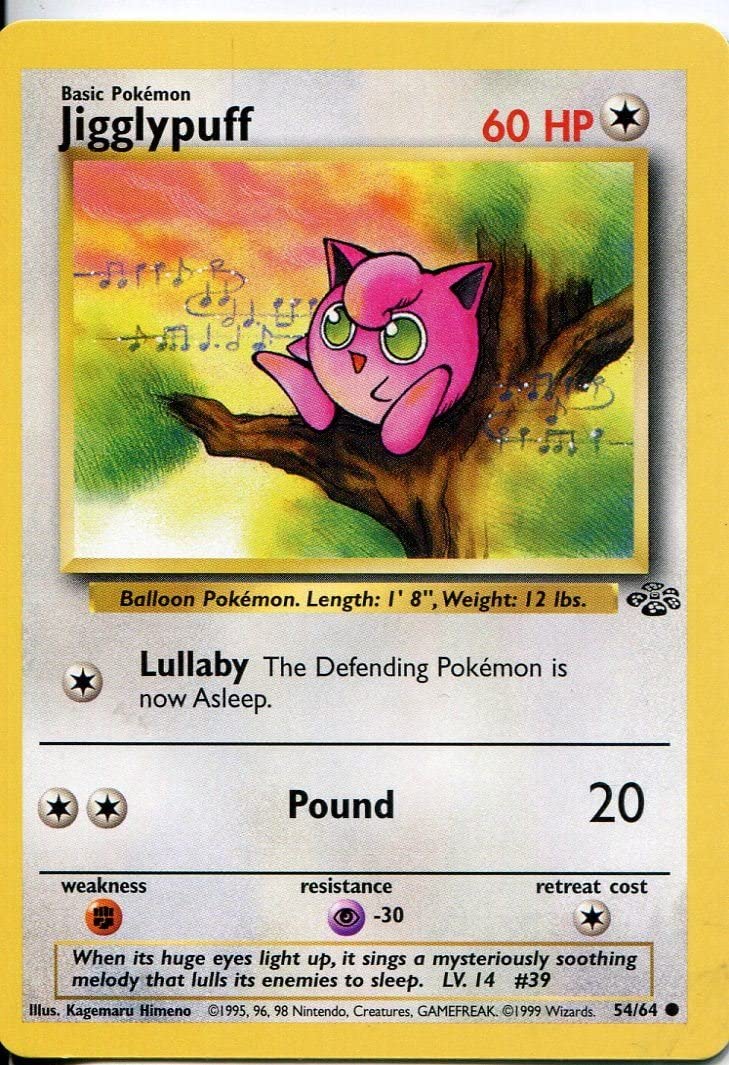 Basic Pokémon
Jigglypuff
60 HP
Balloon Pokémon. Length: 1' 8", Weight: 12 lbs.
Lullaby The Defending Pokémon is
now Asleep.
Pound 20
weakness resistance retreat cost
-30
When its huge eyes light up, it sings a mysteriously soothing
melody that lulls its enemies to sleep. LV. 14 #39
Illus. Kagemaru Himeno ©1995, 96, 98 Nintendo, Creatures, GAMEFREAK. ©1999 Wizards. 54/64